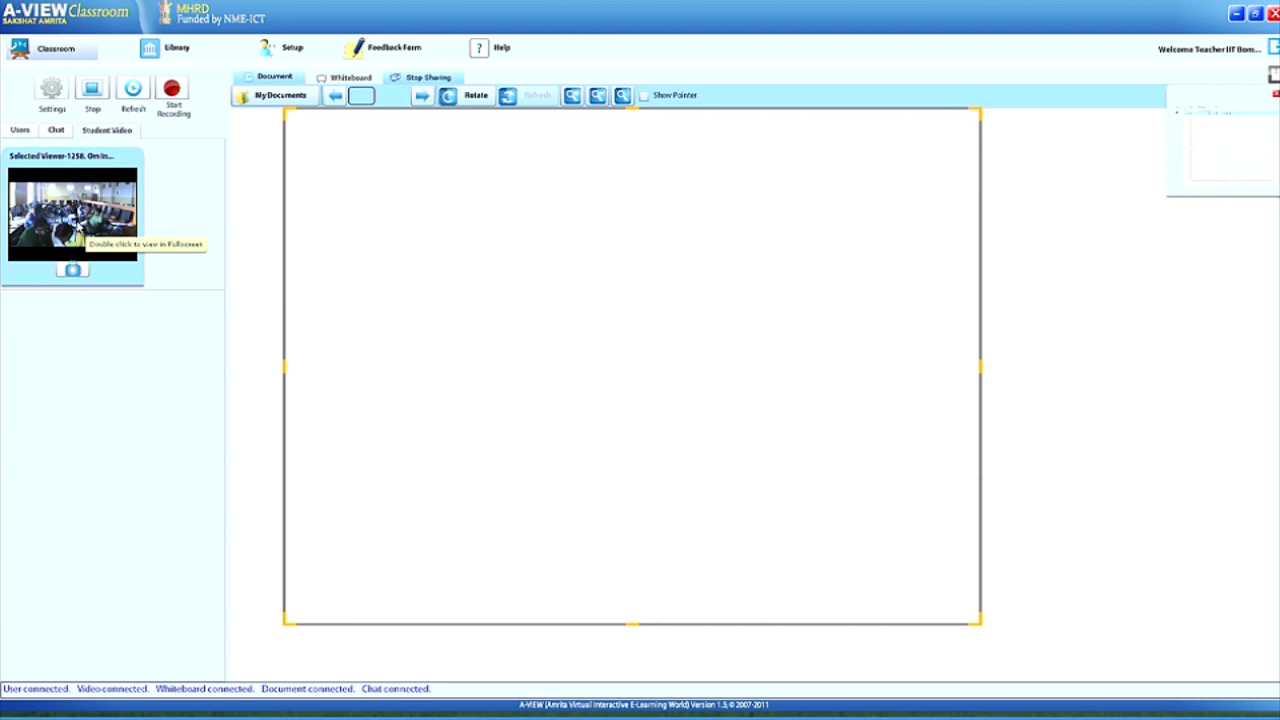 A-VIEW Classroom
SAKSHAT AMRITA
MHRD
Funded by NME-ICT
Classroom
Library
Setup
Feedback Form
? Help
Welcome Teacher IIT Bom...
Settings
Stop
Refresh
Start Recording
Document
Whiteboard
Stop Sharing
My Documents
Rotate
Refresh
Show Pointer
Users
Chat
Student Video
Selected Viewer-1258,
Double click to view in Fullscreen
User connected. Video connected. Whiteboard connected. Document connected. Chat connected.
A-VIEW (Amrita Virtual Interactive E-Learning World) Version 1.5, © 2007-2011